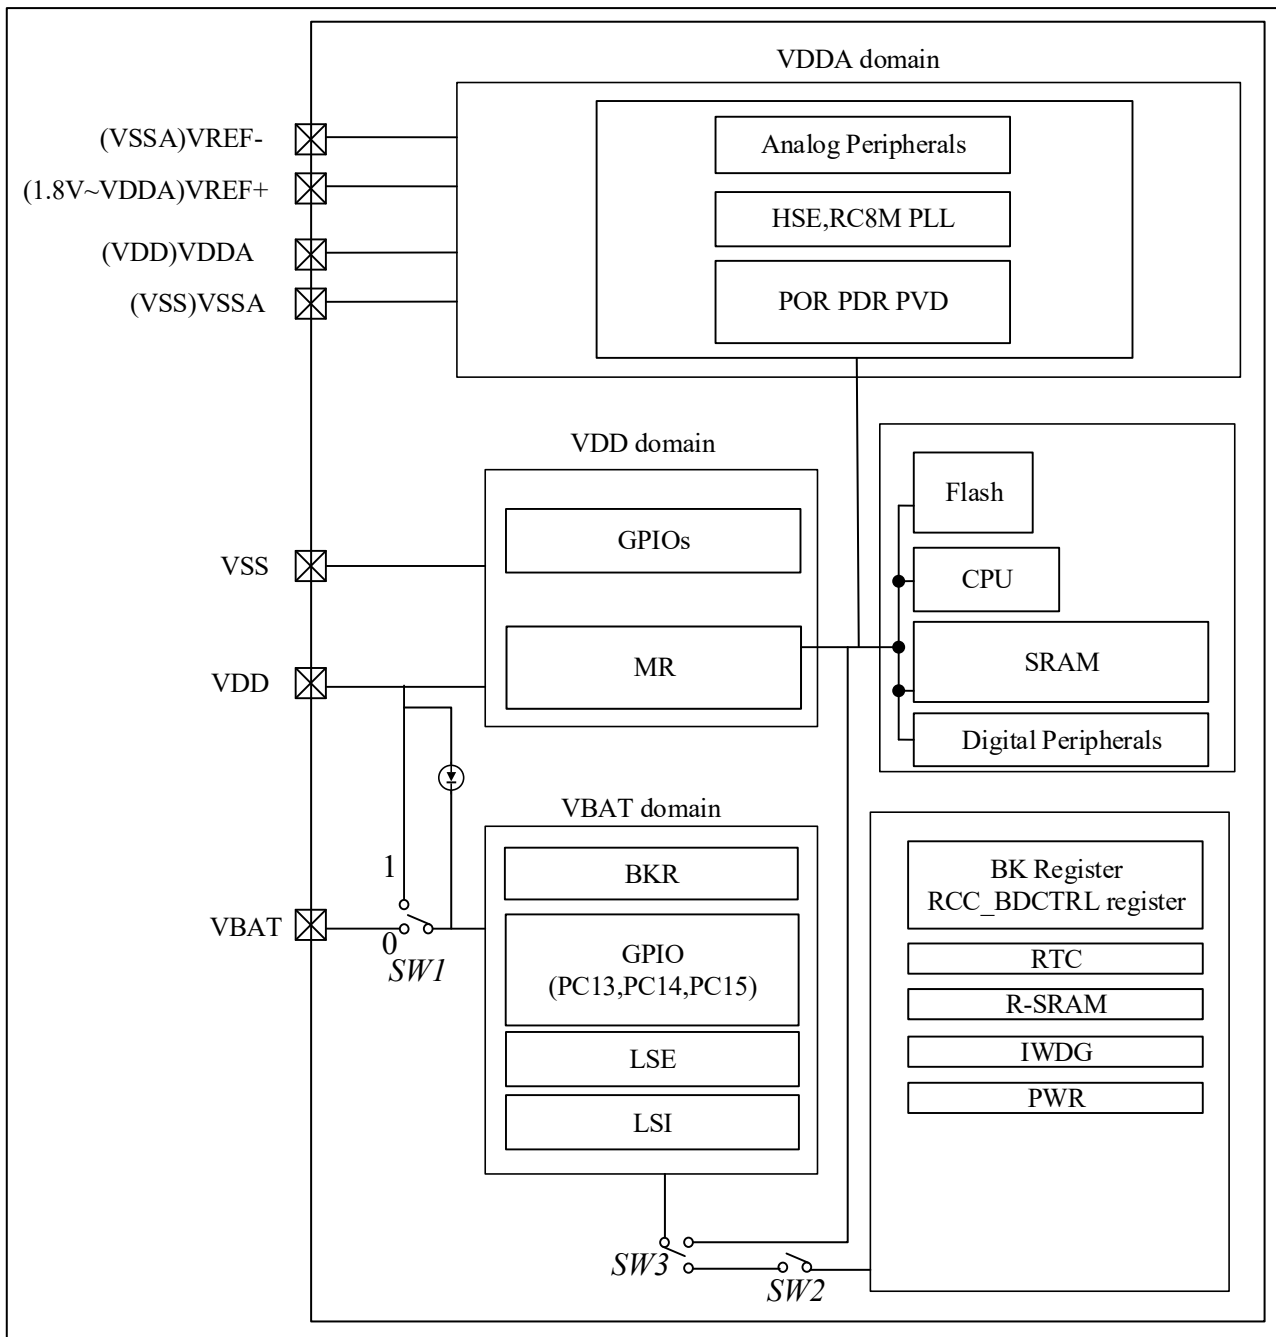 VDDA domain
(VSSA)VREF-
(1.8V~VDDA)VREF+
(VDD)VDDA
(VSS)VSSA
Analog Peripherals
HSE,RC8M PLL
POR PDR PVD
VDD domain
VSS
VDD
GPIOs
MR
Flash
CPU
SRAM
Digital Peripherals
VBAT domain
1
VBAT
0
SW1
BKR
GPIO
(PC13,PC14,PC15)
LSE
LSI
BK Register
RCC_BDCTRL register
RTC
R-SRAM
IWDG
PWR
SW3
SW2